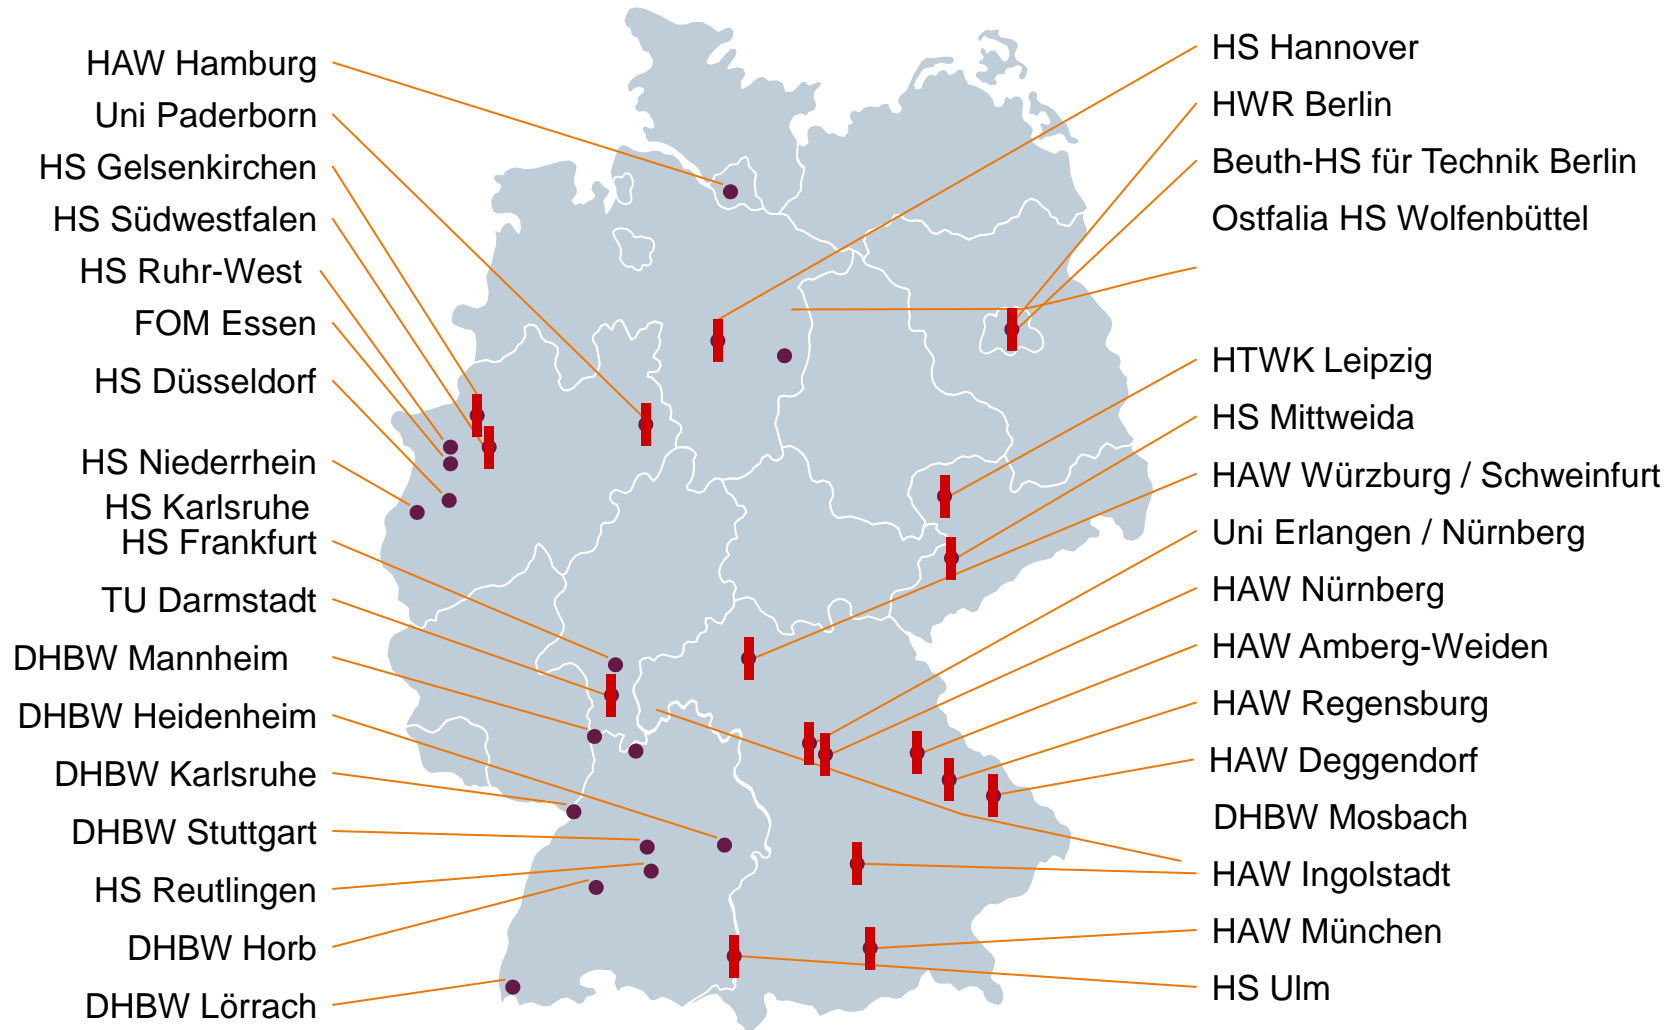 HAW Hamburg
Uni Paderborn
HS Gelsenkirchen
HS Südwestfalen
HS Ruhr-West
FOM Essen
HS Düsseldorf
HS Niederrhein
HS Karlsruhe
HS Frankfurt
TU Darmstadt
DHBW Mannheim
DHBW Heidenheim
DHBW Karlsruhe
DHBW Stuttgart
HS Reutlingen
DHBW Horb
DHBW Lörrach
HS Hannover
HWR Berlin
Beuth-HS für Technik Berlin
Ostfalia HS Wolfenbüttel
HTWK Leipzig
HS Mittweida
HAW Würzburg / Schweinfurt
Uni Erlangen / Nürnberg
HAW Nürnberg
HAW Amberg-Weiden
HAW Regensburg
HAW Deggendorf
DHBW Mosbach
HAW Ingolstadt
HAW München
HS Ulm